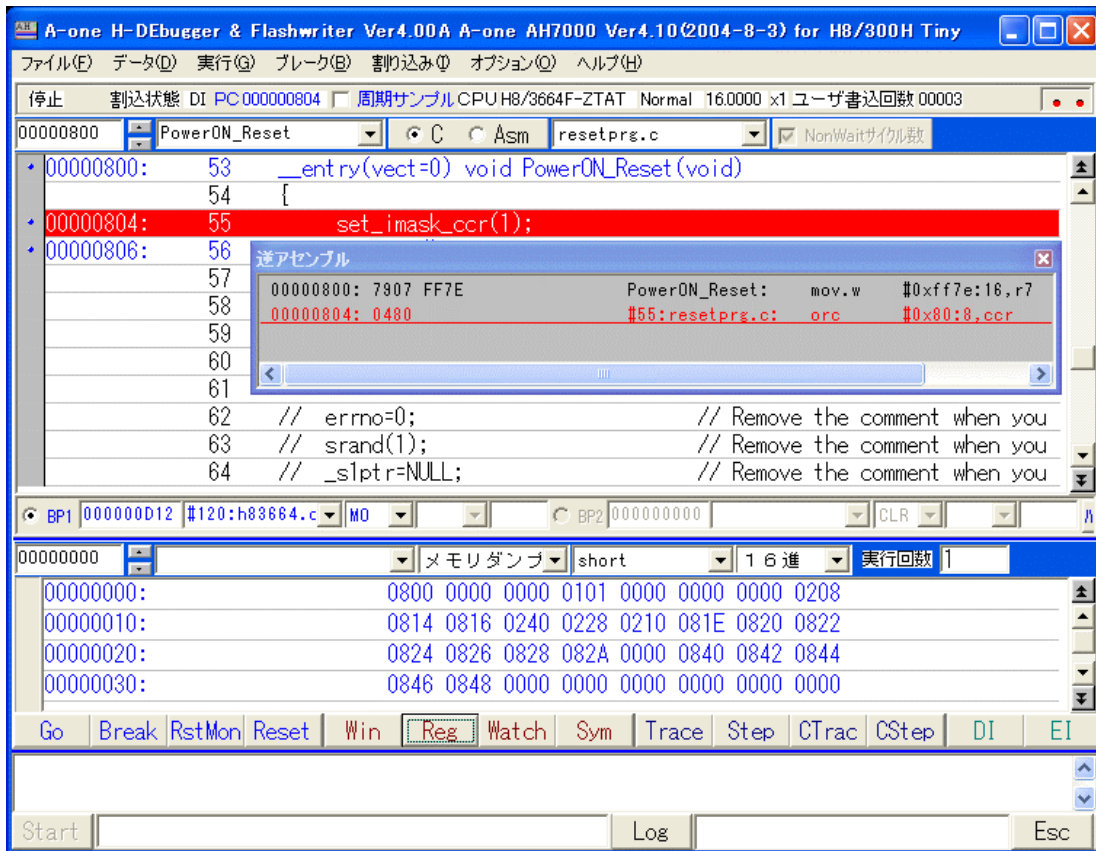 A-one H-DEbugger & Flashwriter Ver4.00A A-one AH7000 Ver4.10(2004-8-3) for H8/300H Tiny
ファイル(F) データ(D) 実行(G) ブレーク(B) 割り込み(I) オプション(O) ヘルプ(H)
停止 割込状態 DI PC 000000804 周期サンプル CPU H8/3664F-ZTAT Normal 16.0000 x1 ユーザ書込回数 00003
00000800 PowerON_Reset C Asm resetprg.c NonWaitサイクル数
00000800: 53 __entry(vect=0) void PowerON_Reset(void)
54 {
00000804: 55 set_imask_ccr(1);
00000806: 56
57
58
59
60
61
逆アセンブル
00000800: 7907 FF7E PowerON_Reset: mov.w #0xff7e:16,r7
00000804: 0480 #55:resetprg.c: orc #0x80:8,ccr
62 // errno=0; // Remove the comment when you
63 // srand(1); // Remove the comment when you
64 // _s1ptr=NULL; // Remove the comment when you
BP1 000000D12 #120:h83664.c MO BP2 000000000 CLR
00000000 メモリダンプ short 16進 実行回数 1
00000000: 0800 0000 0000 0101 0000 0000 0000 0208
00000010: 0814 0816 0240 0228 0210 081E 0820 0822
00000020: 0824 0826 0828 082A 0000 0840 0842 0844
00000030: 0846 0848 0000 0000 0000 0000 0000 0000
Go Break RstMon Reset Win Reg Watch Sym Trace Step CTrac CStep DI EI
Start Log Esc